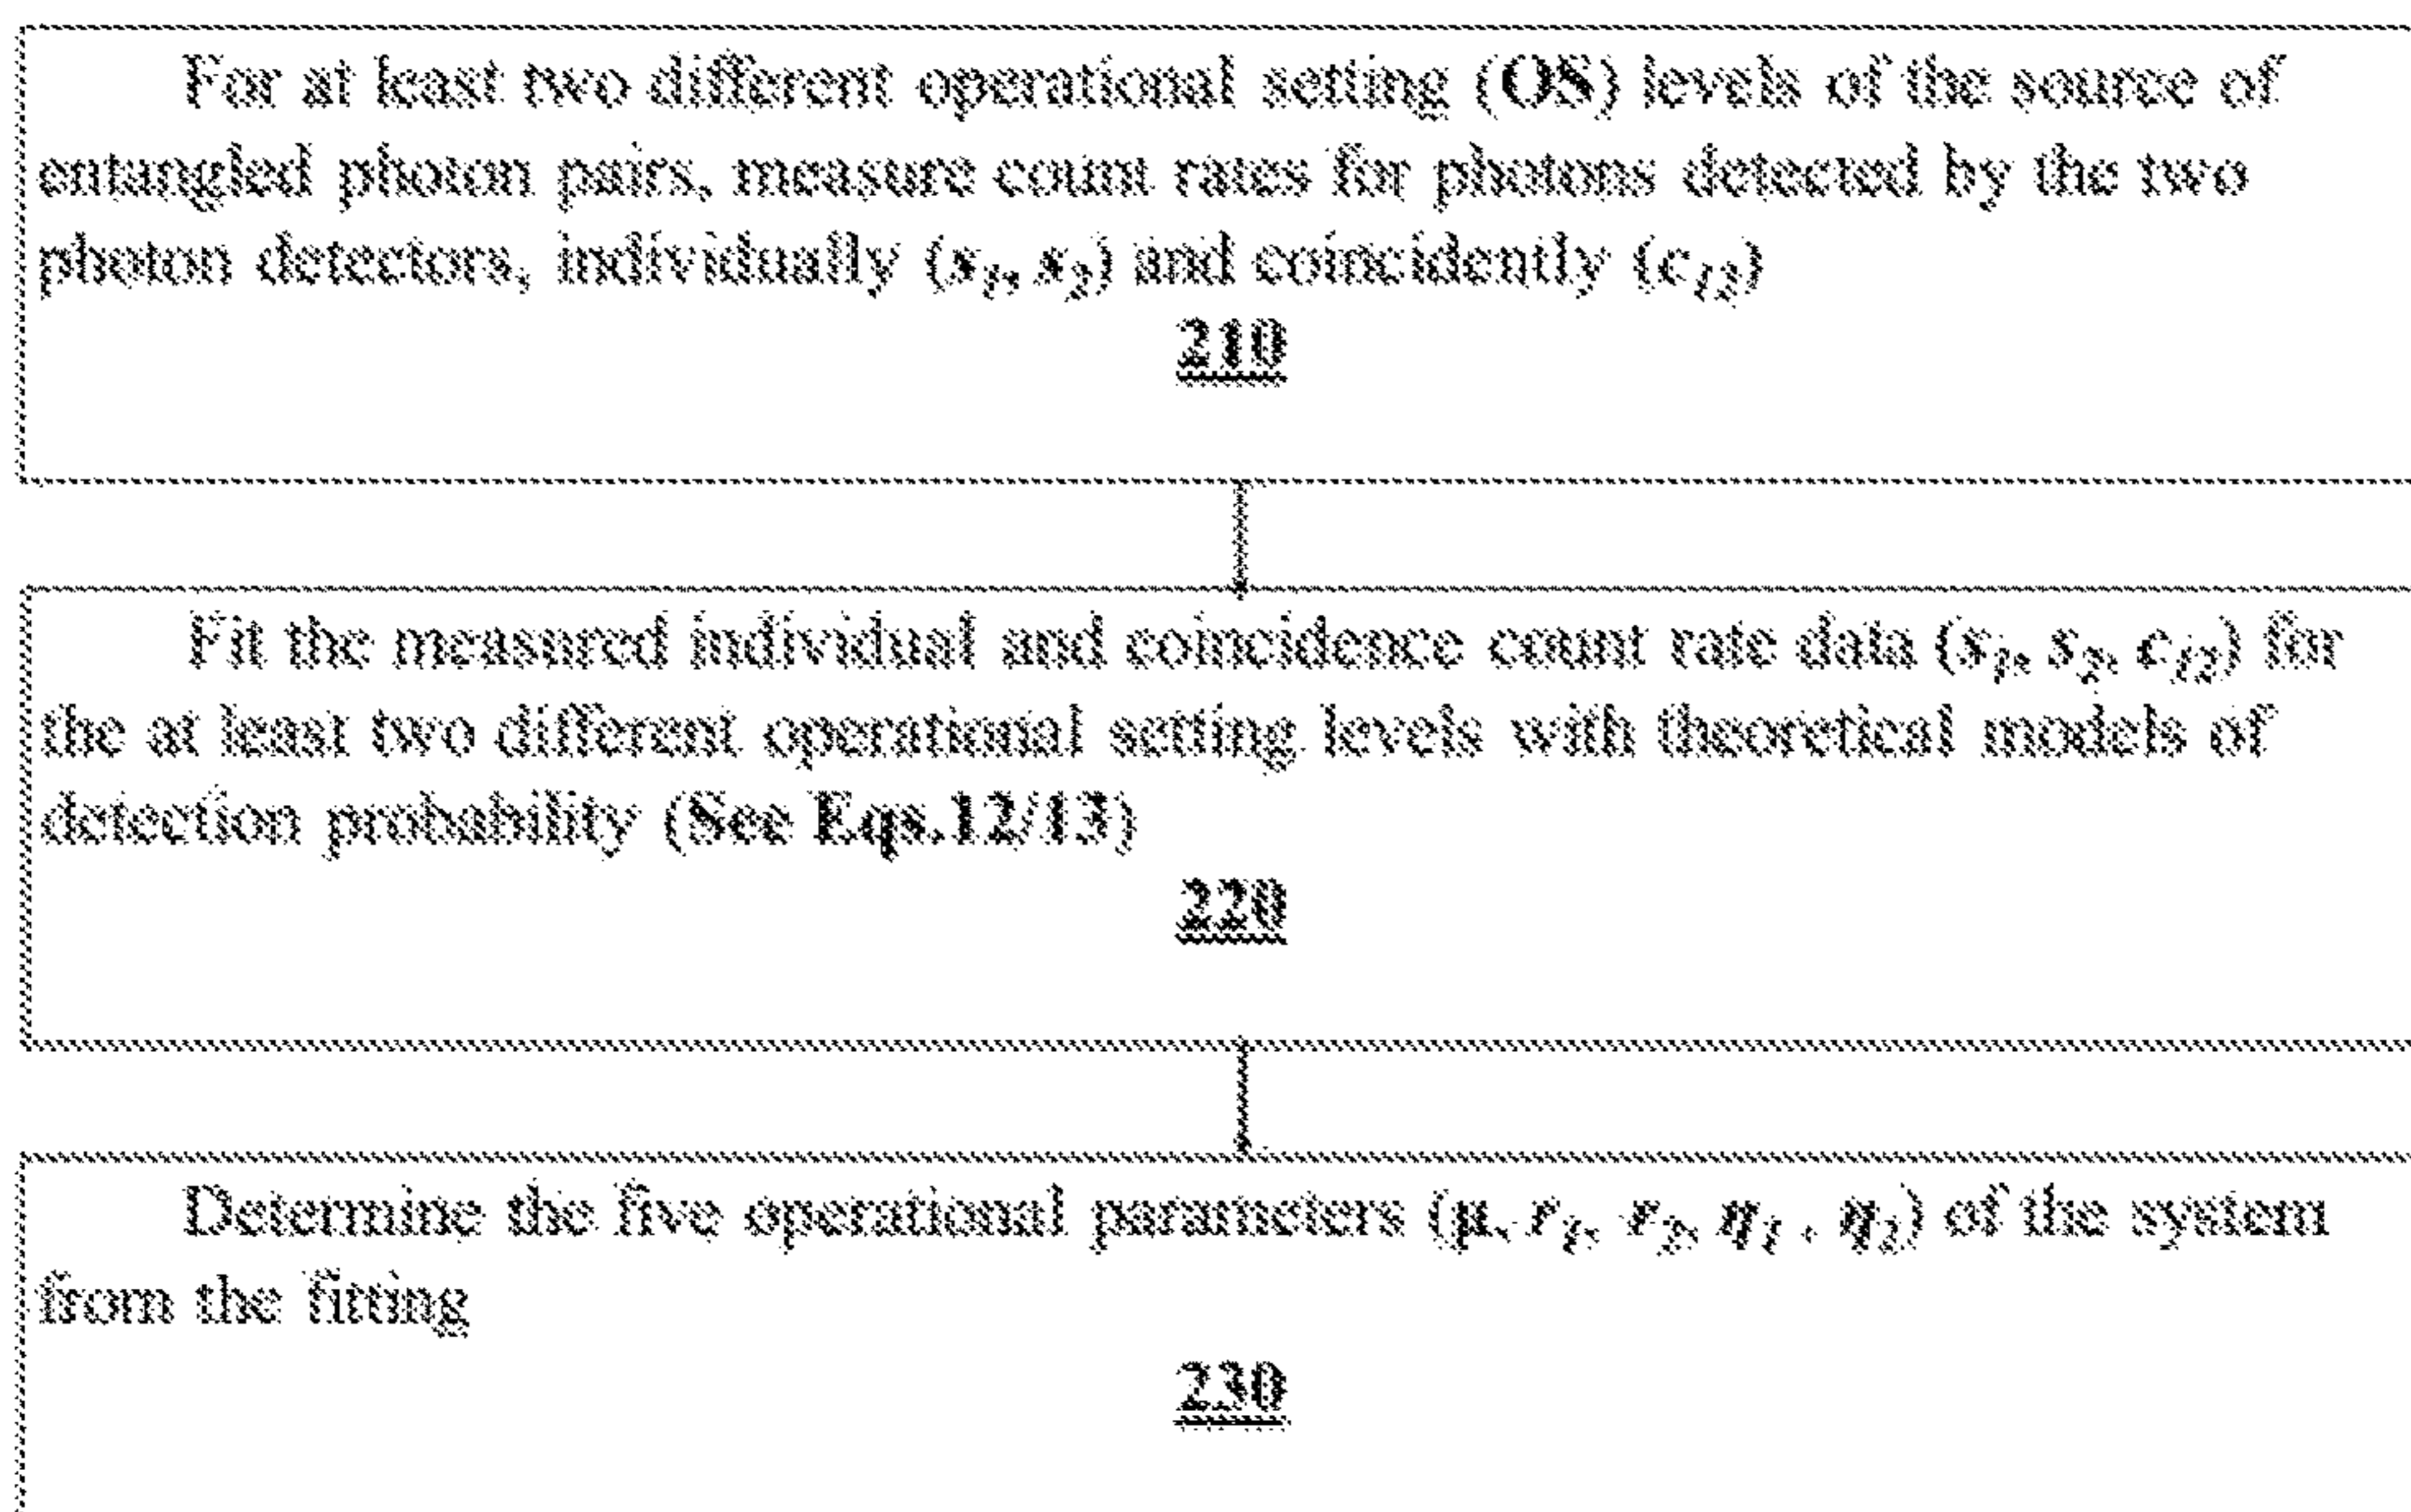 For at least two different operational setting (OS) levels of the source of
entangled photon pairs, measure count rates for photons detected by the two
photon detectors, individually (s₁, s₂) and coincidently (c₁₂)
210
Fit the measured individual and coincidence count rate data (s₁, s₂, c₁₂) for
the at least two different operational setting levels with theoretical models of
detection probability (See Eqs.12/13)
220
Determine the five operational parameters (μ, r₁, r₂, η₁, η₂) of the system
from the fitting
230